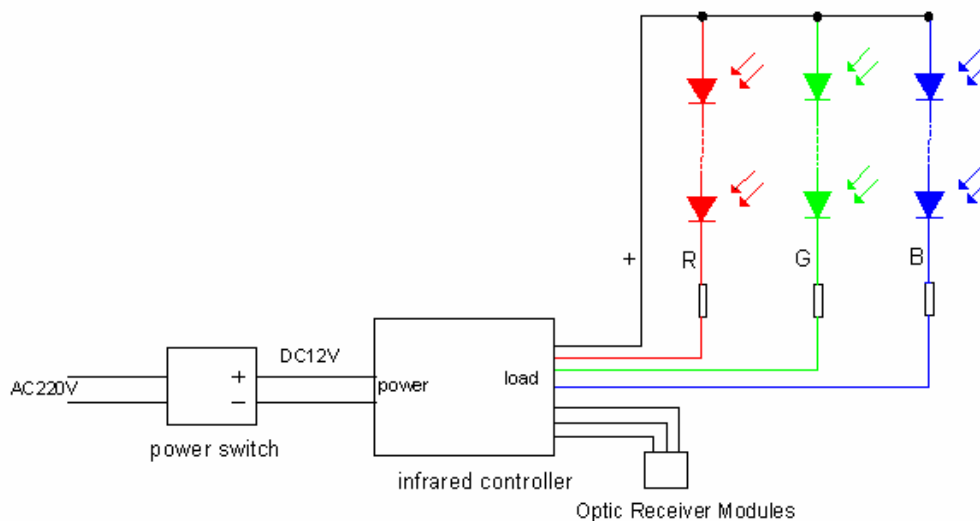 +
R
G
B
AC220V
+
−
DC12V
power
load
power switch
infrared controller
Optic Receiver Modules